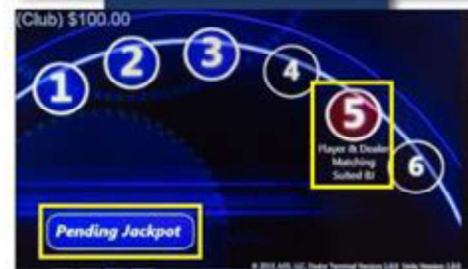 (Club) $100.00
1
2
3
4
5
Player & Dealer
Matching
Suited BJ
6
Pending Jackpot